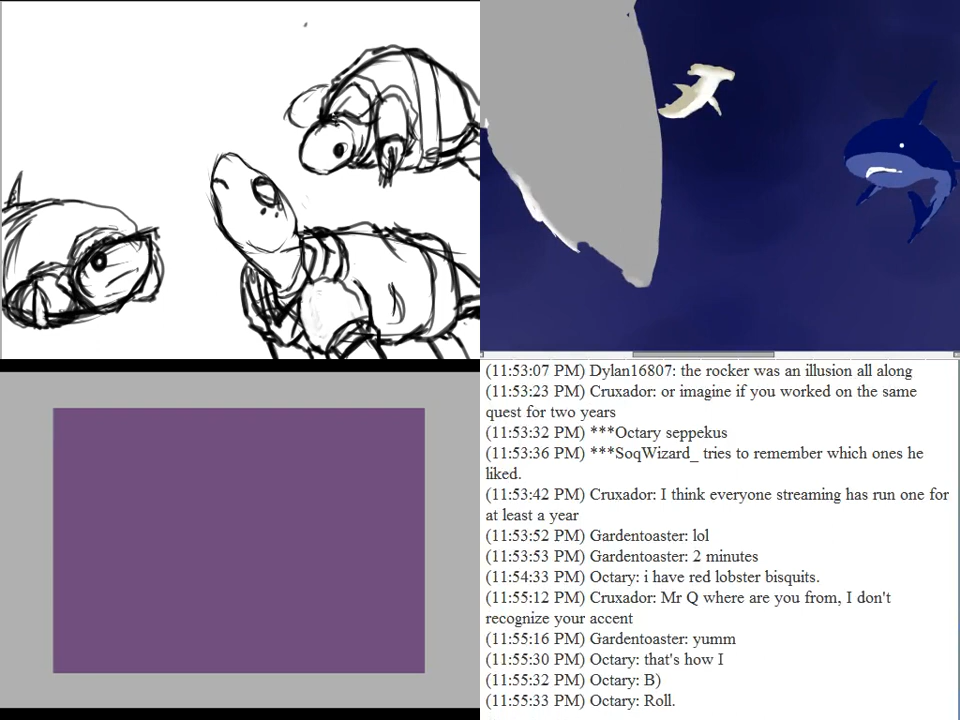 (11:53:07 PM) Dylan16807: the rocker was an illusion all along
(11:53:23 PM) Cruxador: or imagine if you worked on the same
quest for two years
(11:53:32 PM) ***Octary seppekus
(11:53:36 PM) ***SoqWizard_ tries to remember which ones he
liked.
(11:53:42 PM) Cruxador: I think everyone streaming has run one for
at least a year
(11:53:52 PM) Gardentoaster: lol
(11:53:53 PM) Gardentoaster: 2 minutes
(11:54:33 PM) Octary: i have red lobster bisquits.
(11:55:12 PM) Cruxador: Mr Q where are you from, I don't
recognize your accent
(11:55:16 PM) Gardentoaster: yumm
(11:55:30 PM) Octary: that's how I
(11:55:32 PM) Octary: B)
(11:55:33 PM) Octary: Roll.